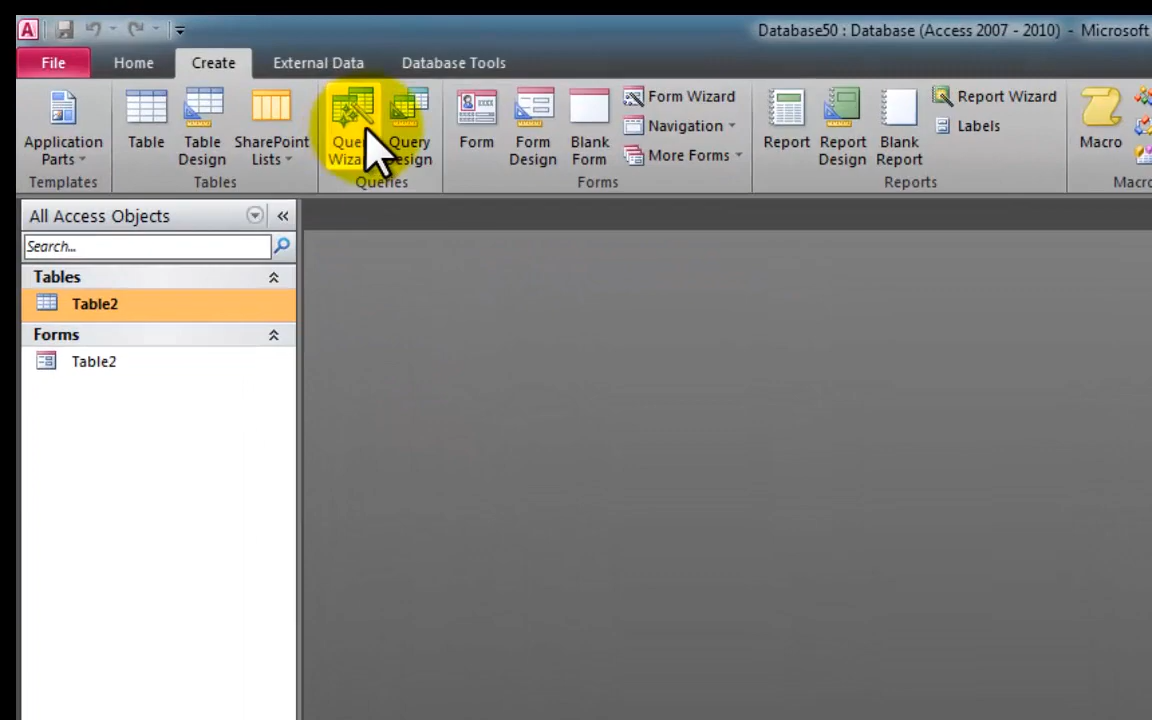 Database50 : Database (Access 2007 - 2010) - Microsoft
File Home Create External Data Database Tools
Application Parts
Table
Table Design
SharePoint Lists
Query Design
Form
Form Design
Blank Form
Form Wizard
Navigation
More Forms
Report
Report Design
Blank Report
Report Wizard
Labels
Macro
Templates Tables Queries Forms Reports
All Access Objects
Search...
Tables
Table2
Forms
Table2